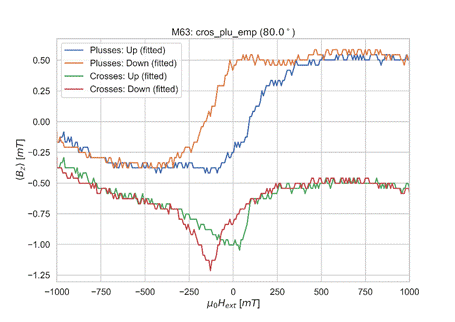 M63: cros_plu_emp (80.0°)
Plusses: Up (fitted)
Plusses: Down (fitted)
Crosses: Up (fitted)
Crosses: Down (fitted)
0.50
0.25
0.00
−0.25
−0.50
−0.75
−1.00
−1.25
⟨B_z⟩ [mT]
−1000 −750 −500 −250 0 250 500 750 1000
μ₀H_ext [mT]